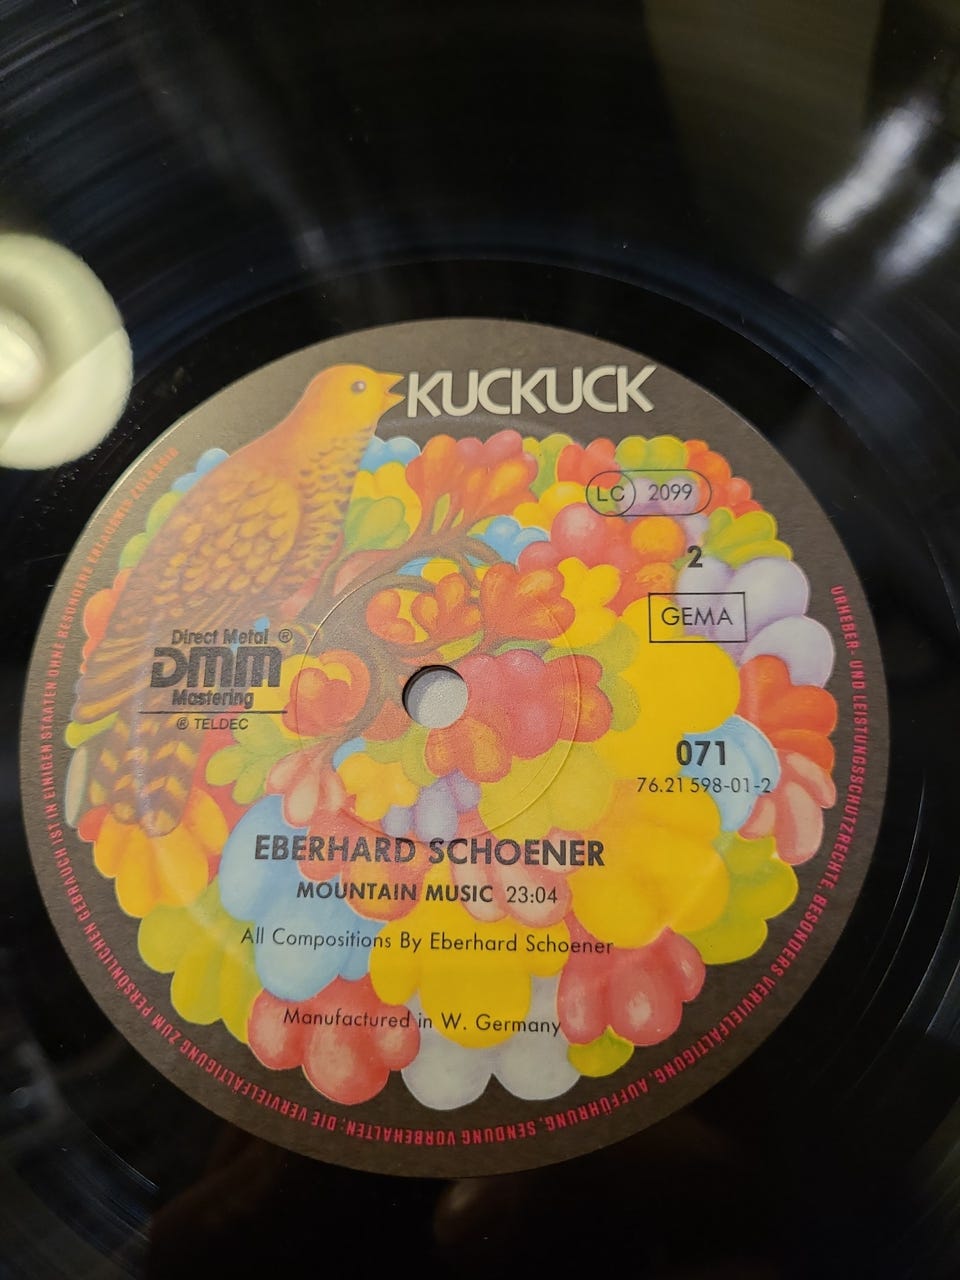 KUCKUCK
LC 2099
2
GEMA
Direct Metal ®
DMM
Mastering
® TELDEC
071
76.21 598-01-2
EBERHARD SCHOENER
MOUNTAIN MUSIC 23:04
All Compositions By Eberhard Schoener
Manufactured in W. Germany
URHEBER- UND LEISTUNGSSCHUTZRECHTE, BESONDERS VERVIELFÄLTIGUNG, AUFFÜHRUNG, SENDUNG VORBEHALTEN; DIE VERVIELFÄLTIGUNG ZUM PERSÖNLICHEN GEBRAUCH IST IN EINIGEN STAATEN OHNE BESONDERE ERLAUBNIS ZULÄSSIG